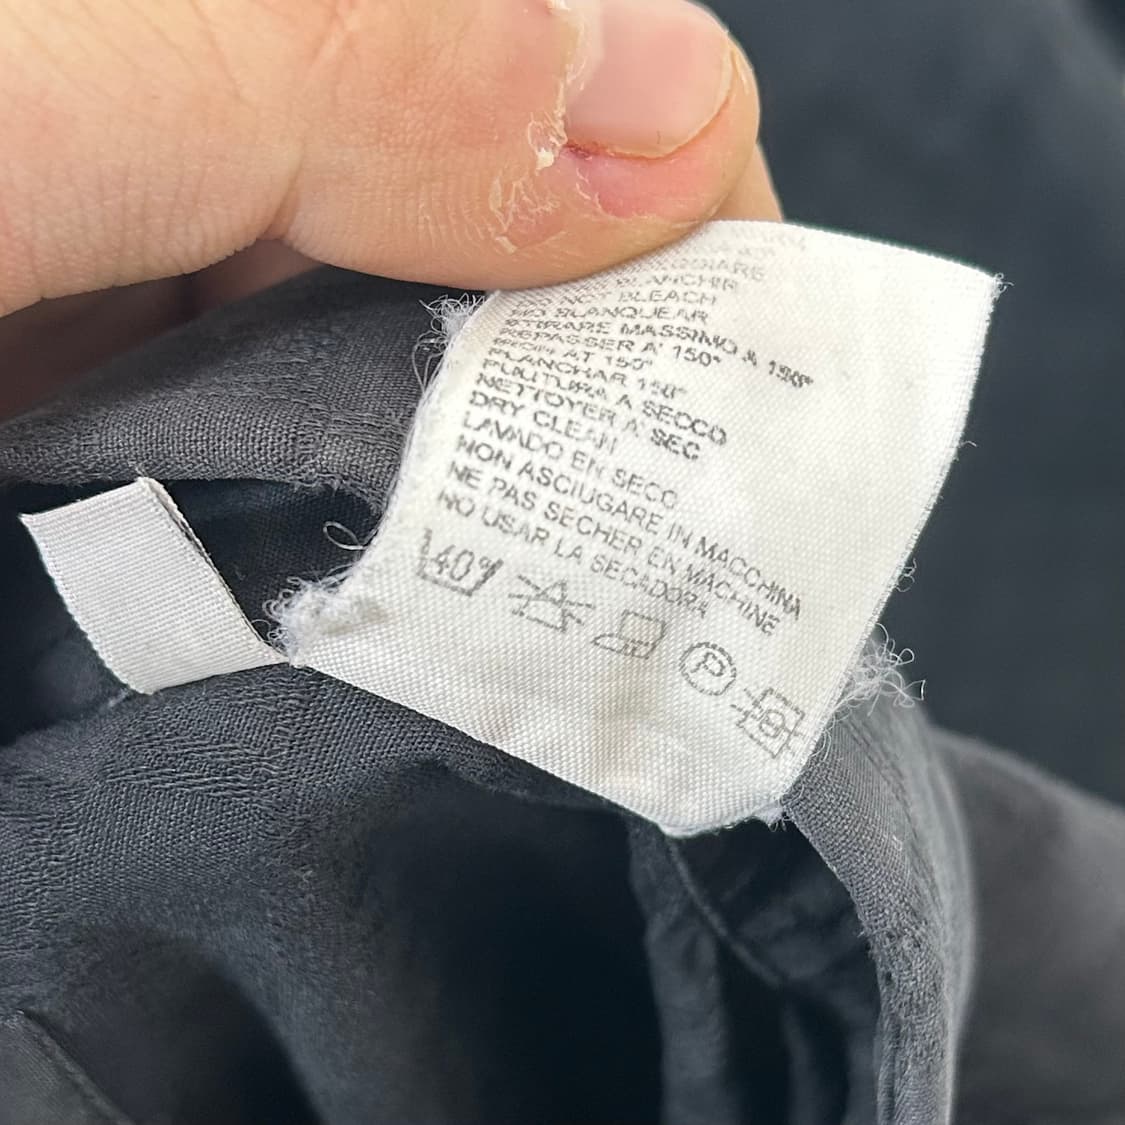 BLANCHIR
DO NOT BLEACH
NO BLANQUEAR
STIRARE MASSIMO A 150°
REPASSER A' 150°
AT 150°
PLANCHAR 150°
PULITURA A SECCO
NETTOYER A' SEC
DRY CLEAN
LAVADO EN SECO
NON ASCIUGARE IN MACCHINA
NE PAS SECHER EN MACHINE
NO USAR LA SECADORA
40°
P